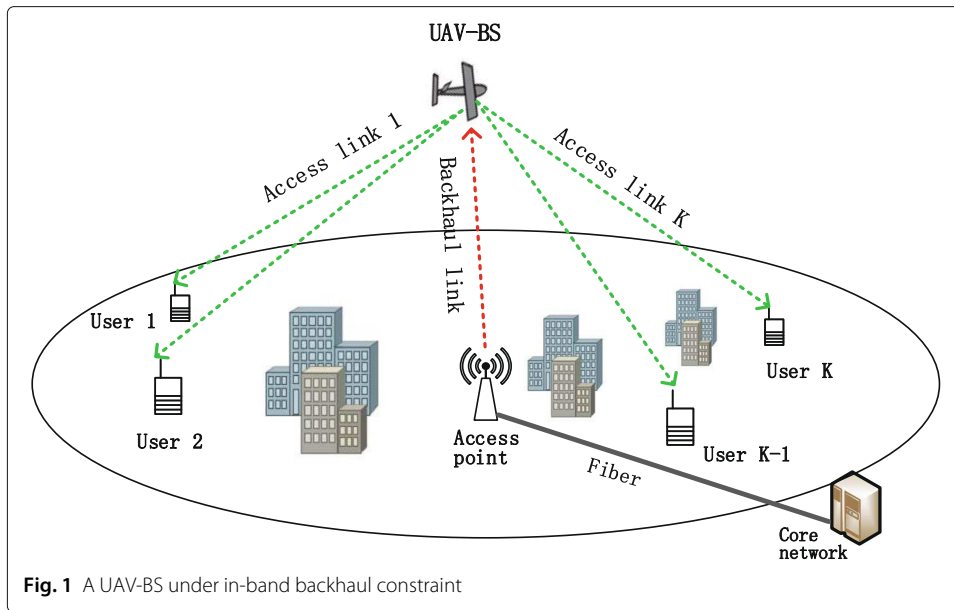 UAV-BS
Access link 1
Access link K
Backhaul link
User 1
User K
User 2
Access
point
User K-1
Fiber
Core
network
Fig. 1 A UAV-BS under in-band backhaul constraint